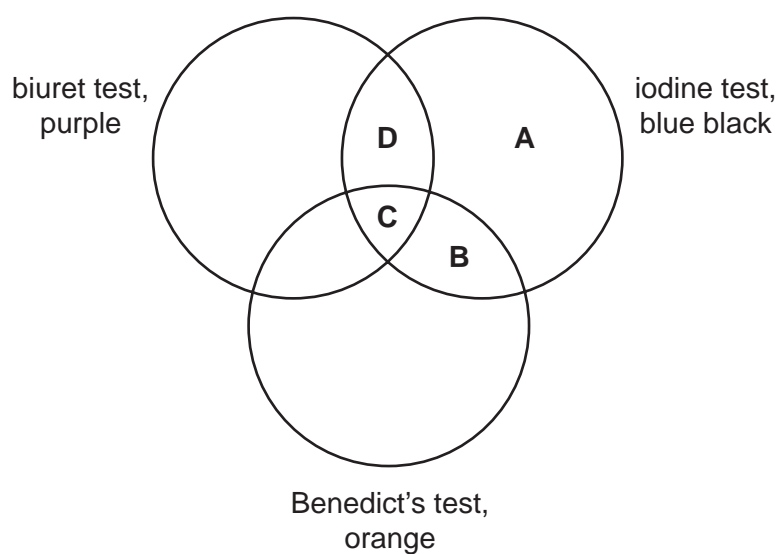 biuret test,
purple
iodine test,
blue black
D
A
C
B
Benedict's test,
orange